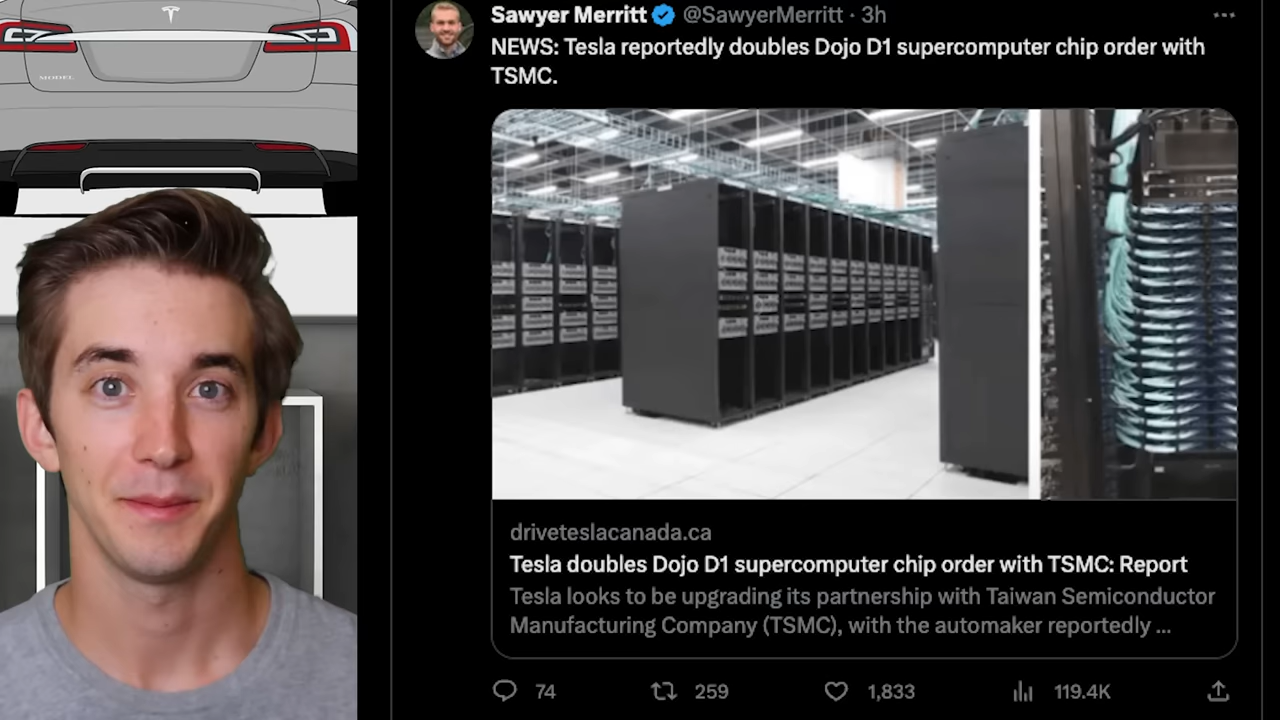 MODEL
Sawyer Merritt @SawyerMerritt · 3h
NEWS: Tesla reportedly doubles Dojo D1 supercomputer chip order with
TSMC.
driveteslacanada.ca
Tesla doubles Dojo D1 supercomputer chip order with TSMC: Report
Tesla looks to be upgrading its partnership with Taiwan Semiconductor
Manufacturing Company (TSMC), with the automaker reportedly ...
74 259 1,833 119.4K